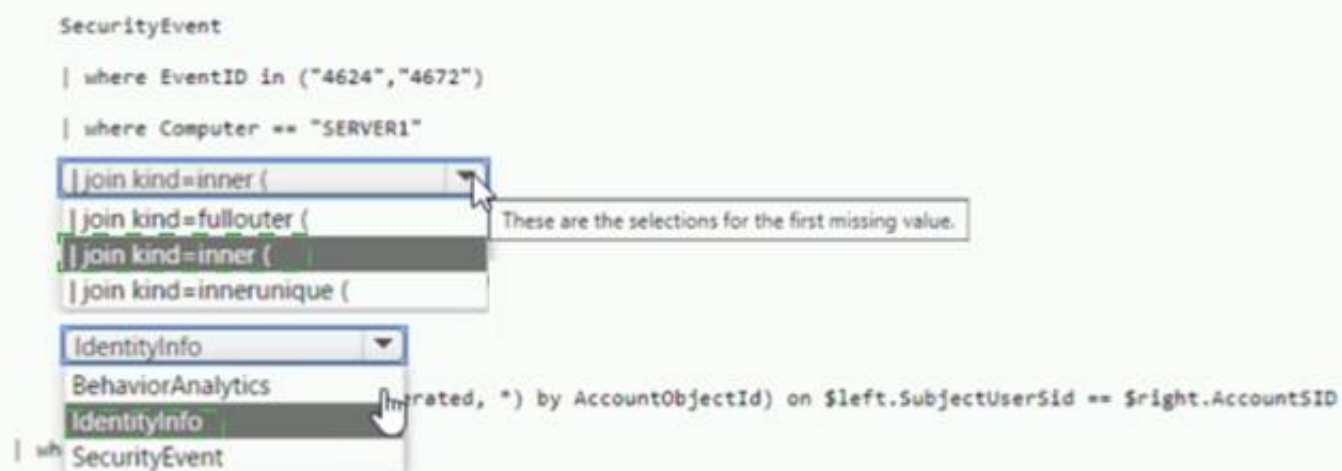 SecurityEvent
| where EventID in ("4624","4672")
| where Computer == "SERVER1"
| join kind=inner (
| join kind=fullouter (
These are the selections for the first missing value.
| join kind=inner (
| join kind=innerunique (
IdentityInfo
BehaviorAnalytics
erated, *) by AccountObjectId) on $left.SubjectUserSid == $right.AccountSID
IdentityInfo
| wh
SecurityEvent